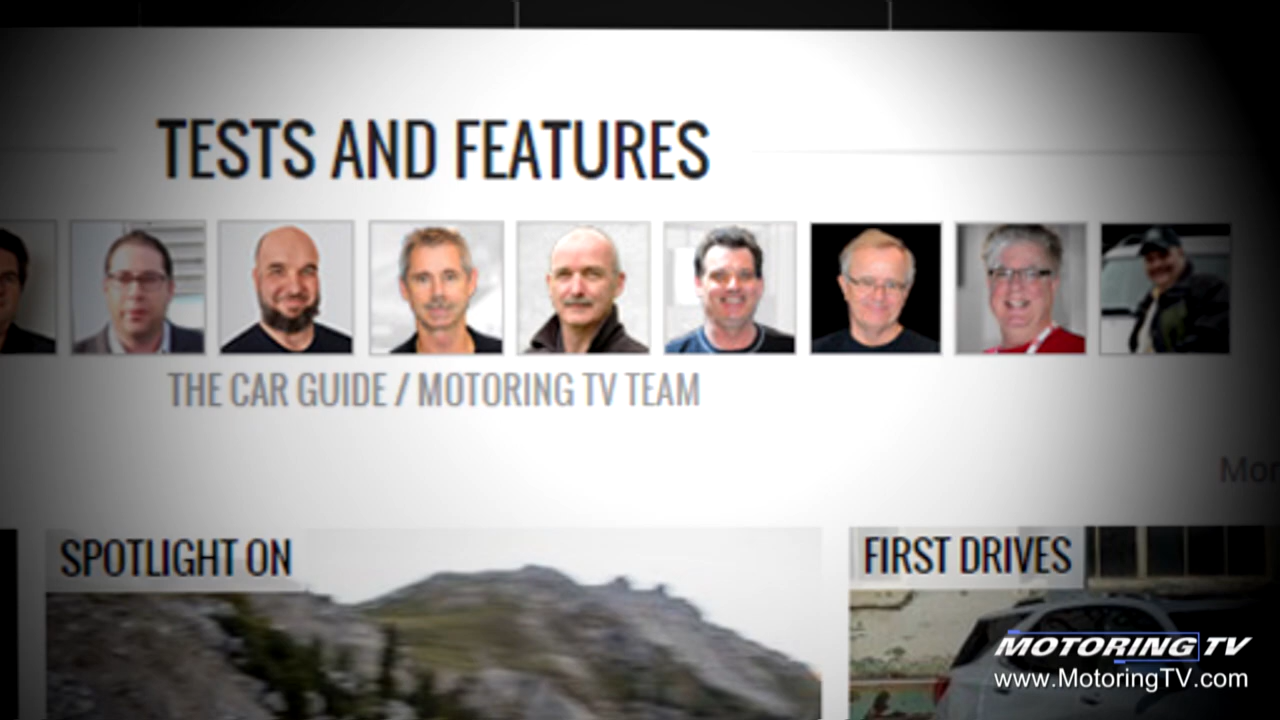 TESTS AND FEATURES
THE CAR GUIDE / MOTORING TV TEAM
SPOTLIGHT ON
FIRST DRIVES
MOTORING TV
www.MotoringTV.com